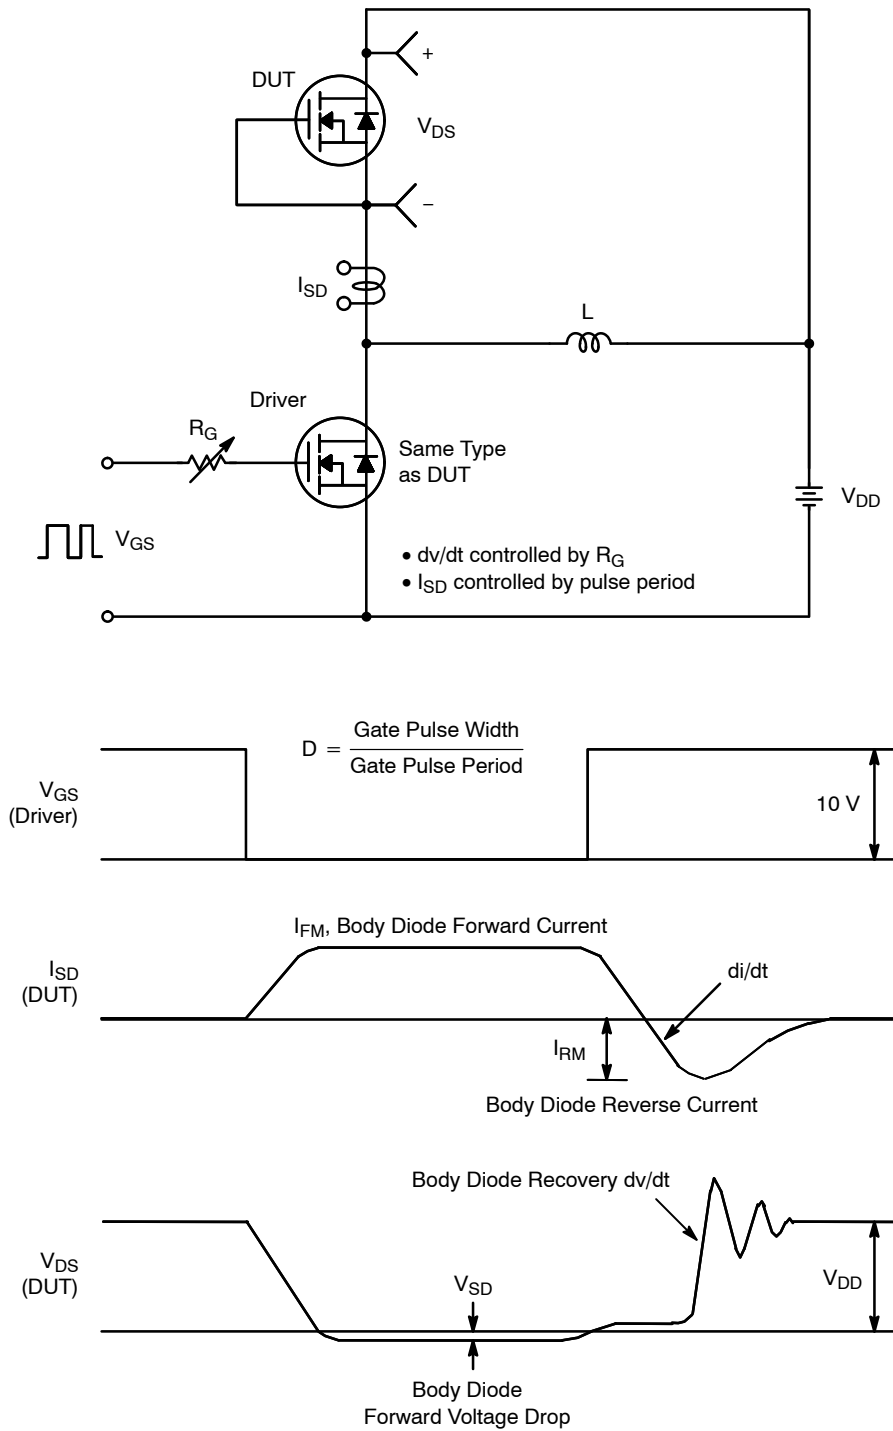 +
DUT
V_DS
−
I_SD
L
Driver
R_G
Same Type
as DUT
V_DD
V_GS
• dv/dt controlled by R_G
• I_SD controlled by pulse period
D = Gate Pulse Width / Gate Pulse Period
V_GS
(Driver)
10 V
I_FM, Body Diode Forward Current
I_SD
(DUT)
di/dt
I_RM
Body Diode Reverse Current
Body Diode Recovery dv/dt
V_DS
(DUT)
V_SD
V_DD
Body Diode
Forward Voltage Drop